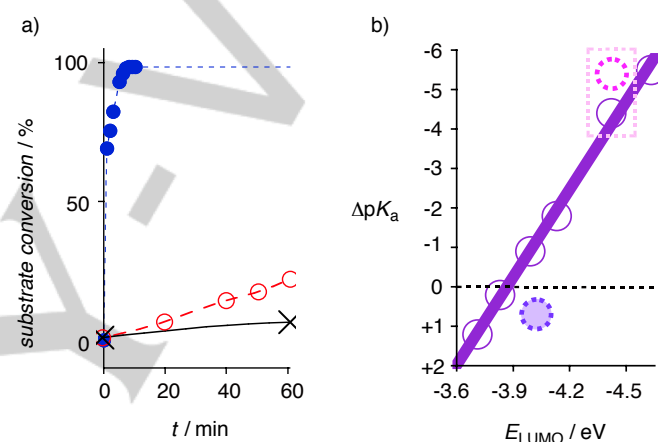 a)
100
50
0
substrate conversion / %
0 20 40 60
t / min
b)
-6
-5
-4
-2
-1
0
+1
+2
ΔpKa
-3.6 -3.9 -4.2 -4.5
ELUMO / eV